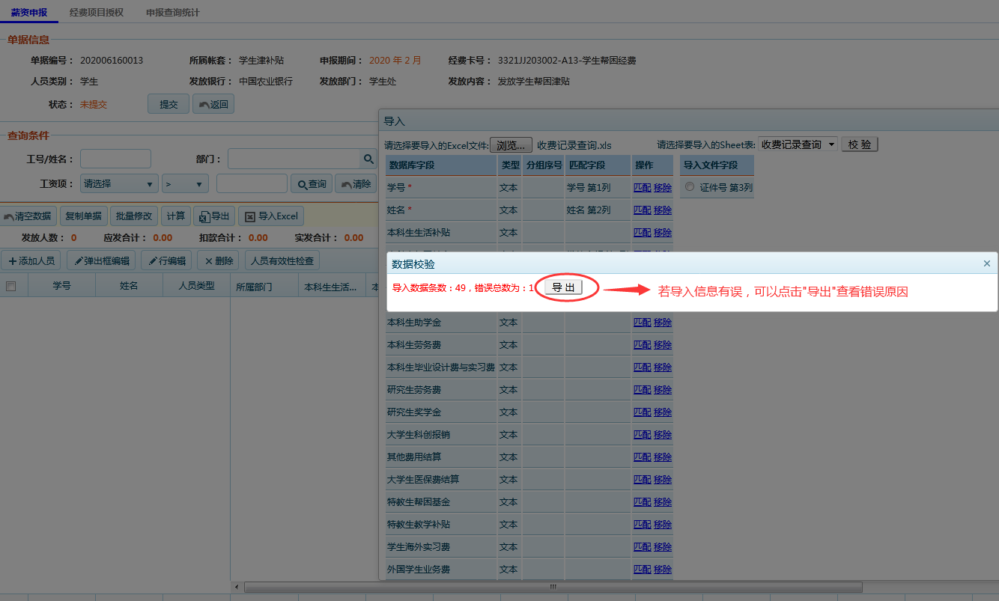 薪资申报 经费项目授权 申报查询统计
单据信息
单据编号： 202006160013 所属帐套： 学生津补贴 申报期间： 2020 年 2 月 经费卡号： 3321JJ203002-A13-学生帮困经费
人员类别： 学生 发放银行： 中国农业银行 发放部门： 学生处 发放内容： 发放学生帮困津贴
状态： 未提交 提交 返回
查询条件
工号/姓名： 部门：
工资项： 请选择 > 查询 清除
清空数据 复制单据 批量修改 计算 导出 导入Excel
发放人数： 0 应发合计： 0.00 扣款合计： 0.00 实发合计： 0.00
添加人员 弹出框编辑 行编辑 删除 人员有效性检查
学号 姓名 人员类型 所属部门 本科生生活... 本
导入
请选择要导入的Excel文件: 浏览... 收费记录查询.xls 请选择要导入的Sheet表: 收费记录查询 校 验
数据库字段 类型 分组序号 匹配字段 操作 导入文件字段
学号 * 文本 学号 第1列 匹配 移除 证件号 第3列
姓名 * 文本 姓名 第2列 匹配 移除
本科生生活补贴 文本 匹配 移除
数据校验 ×
导入数据条数：49，错误总数为：1 导 出 若导入信息有误，可以点击"导出"查看错误原因
本科生助学金 文本 匹配 移除
本科生劳务费 文本 匹配 移除
本科生毕业设计费与实习费 文本 匹配 移除
研究生劳务费 文本 匹配 移除
研究生奖学金 文本 匹配 移除
大学生科创报销 文本 匹配 移除
其他费用结算 文本 匹配 移除
大学生医保费结算 文本 匹配 移除
特教生帮困基金 文本 匹配 移除
特教生教学补贴 文本 匹配 移除
学生海外实习费 文本 匹配 移除
外国学生业务费 文本 匹配 移除